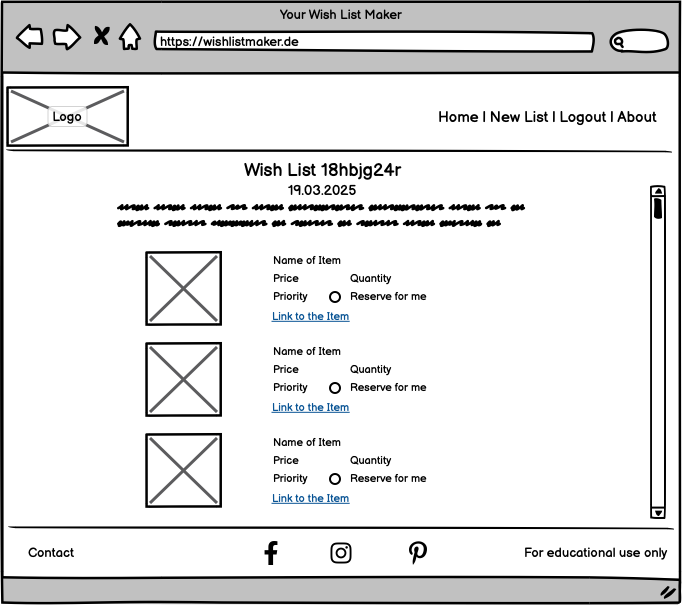 Your Wish List Maker
https://wishlistmaker.de
Logo
Home | New List | Logout | About
Wish List 18hbjg24r
19.03.2025
Name of Item
Price Quantity
Priority Reserve for me
Link to the Item
Name of Item
Price Quantity
Priority Reserve for me
Link to the Item
Name of Item
Price Quantity
Priority Reserve for me
Link to the Item
Contact For educational use only